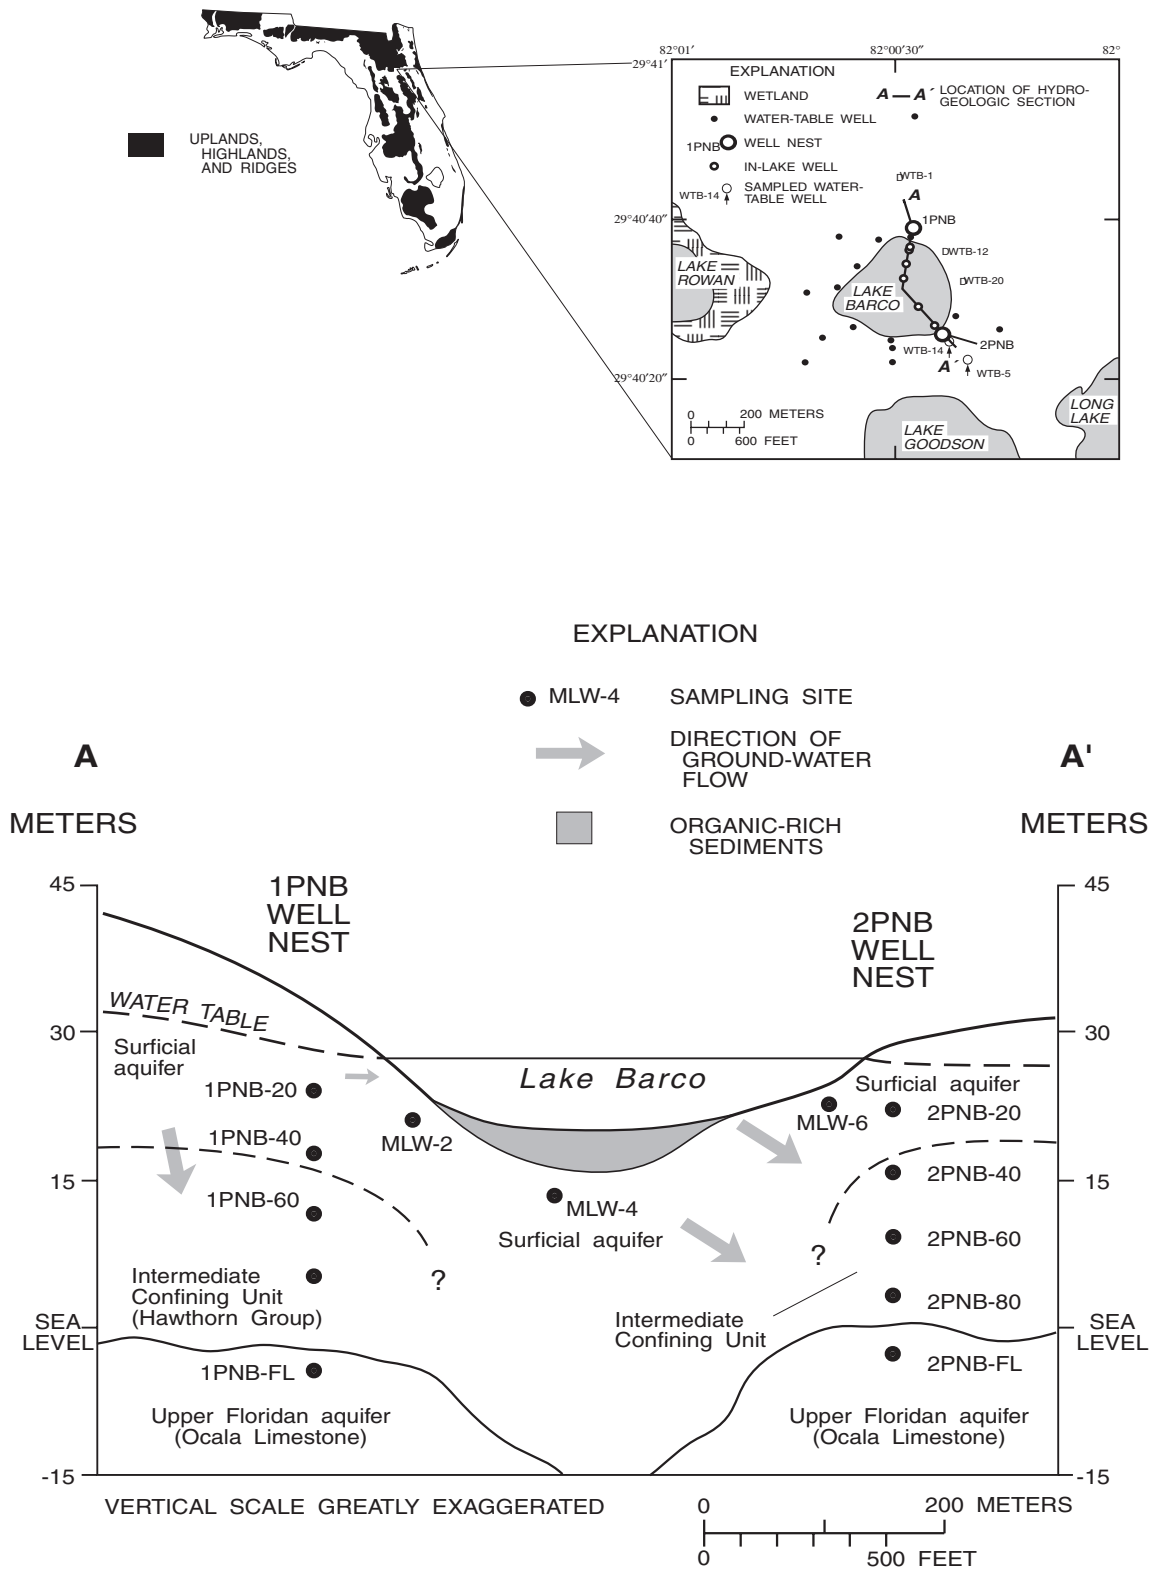 UPLANDS,
HIGHLANDS,
AND RIDGES
82°01′
82°00′30″
82°
29°41′
29°40′40″
29°40′20″
EXPLANATION
WETLAND
WATER-TABLE WELL
1PNB WELL NEST
IN-LAKE WELL
WTB-14 SAMPLED WATER-
TABLE WELL
A — A´ LOCATION OF HYDRO-
GEOLOGIC SECTION
DWTB-1
A
1PNB
DWTB-12
DWTB-20
LAKE
ROWAN
LAKE
BARCO
WTB-14
2PNB
A´
WTB-5
LONG
LAKE
LAKE
GOODSON
0 200 METERS
0 600 FEET
EXPLANATION
MLW-4 SAMPLING SITE
DIRECTION OF
GROUND-WATER
FLOW
ORGANIC-RICH
SEDIMENTS
A
A'
METERS
METERS
45
30
15
SEA
LEVEL
-15
45
30
15
SEA
LEVEL
-15
1PNB
WELL
NEST
2PNB
WELL
NEST
WATER TABLE
Surficial
aquifer
1PNB-20
1PNB-40
1PNB-60
Lake Barco
MLW-2
MLW-4
MLW-6
Surficial aquifer
Surficial aquifer
2PNB-20
2PNB-40
2PNB-60
2PNB-80
2PNB-FL
?
?
Intermediate
Confining Unit
(Hawthorn Group)
Intermediate
Confining Unit
1PNB-FL
Upper Floridan aquifer
(Ocala Limestone)
Upper Floridan aquifer
(Ocala Limestone)
VERTICAL SCALE GREATLY EXAGGERATED
0 200 METERS
0 500 FEET